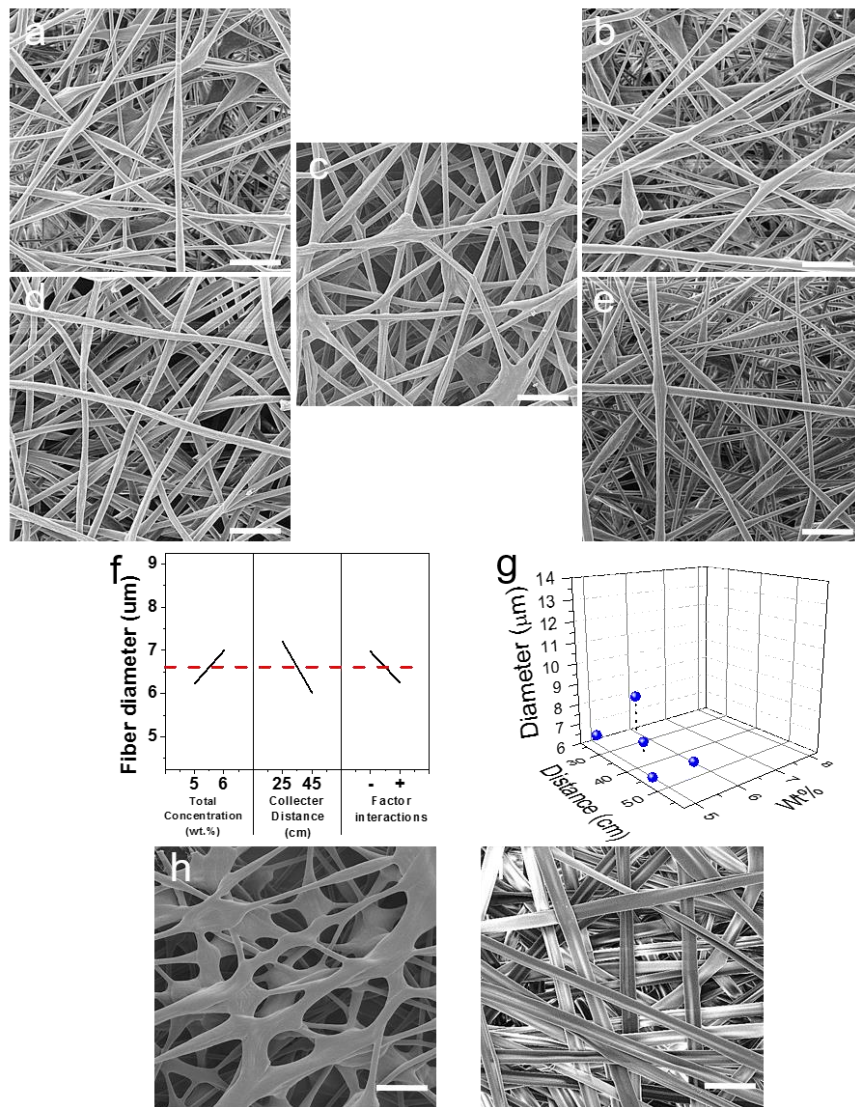 a
b
c
d
e
f
9
8
7
6
5
Fiber diameter (um)
5 6
25 45
- +
Total
Concentration
(wt.%)
Collecter
Distance
(cm)
Factor
interactions
g
14
13
12
11
10
9
8
7
6
Diameter (μm)
30
40
50
Distance (cm)
5
6
7
8
Wt%
h